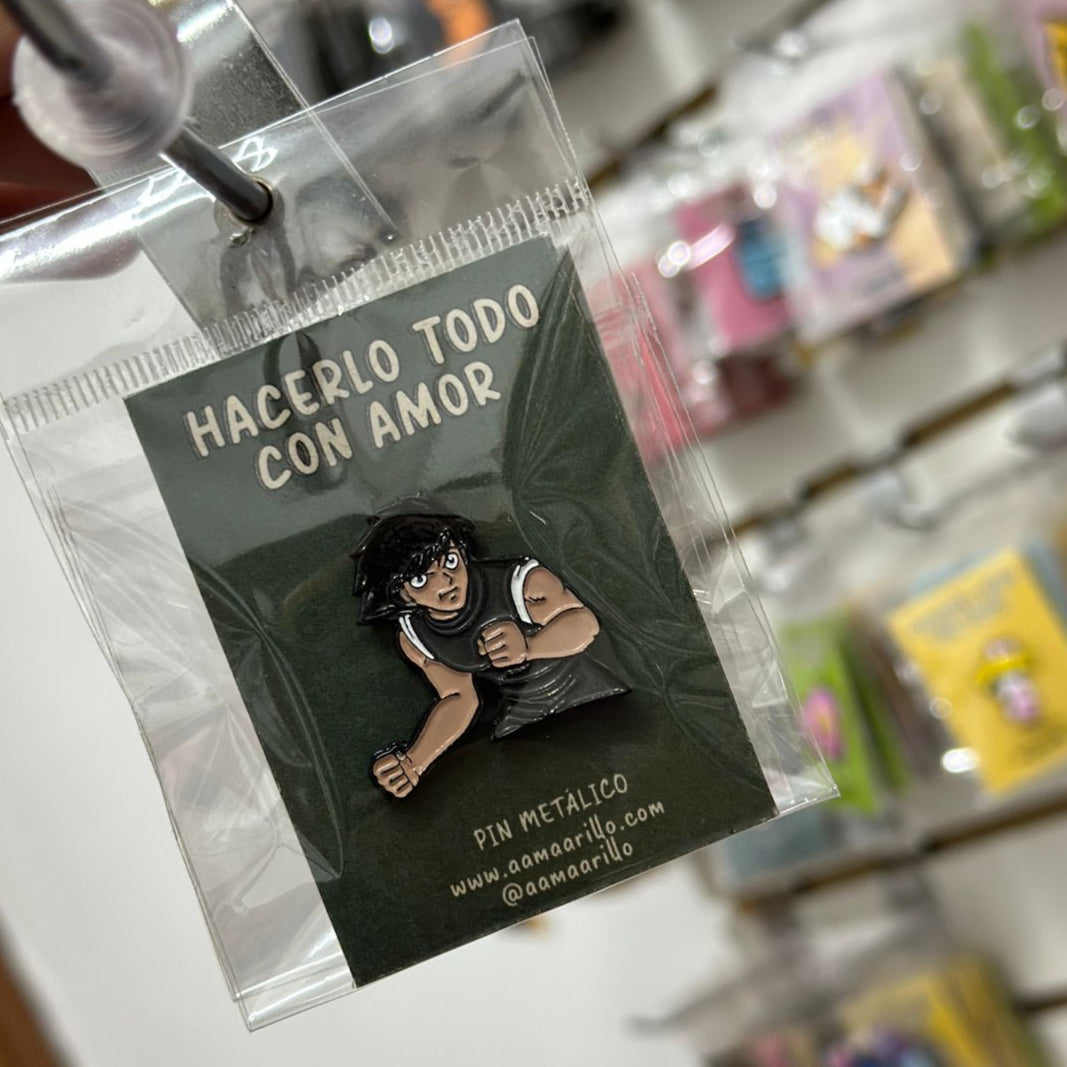 HACERLO TODO
CON AMOR
PIN METÁLICO
www.aamaarillo.com
@aamaarillo